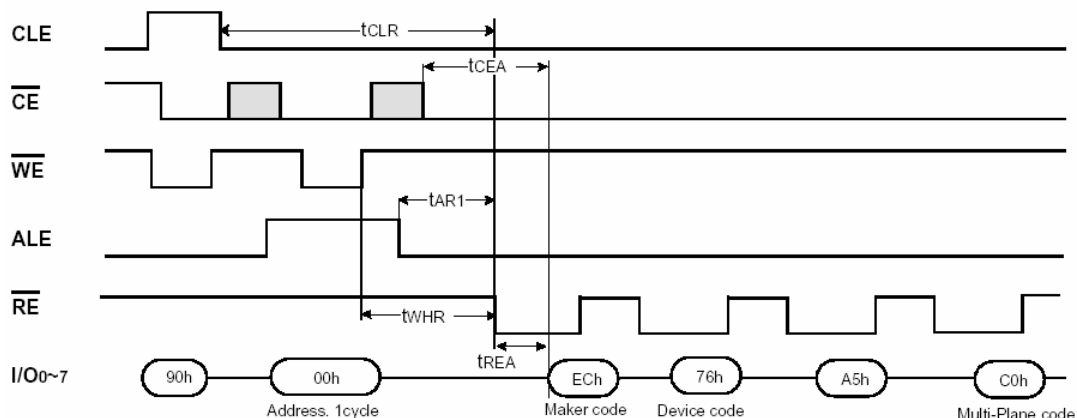 CLE
tCLR
tCEA
CE
WE
tAR1
ALE
RE
tWHR
tREA
I/O0~7
90h
00h
ECh
76h
A5h
C0h
Address. 1cycle
Maker code
Device code
Multi-Plane code